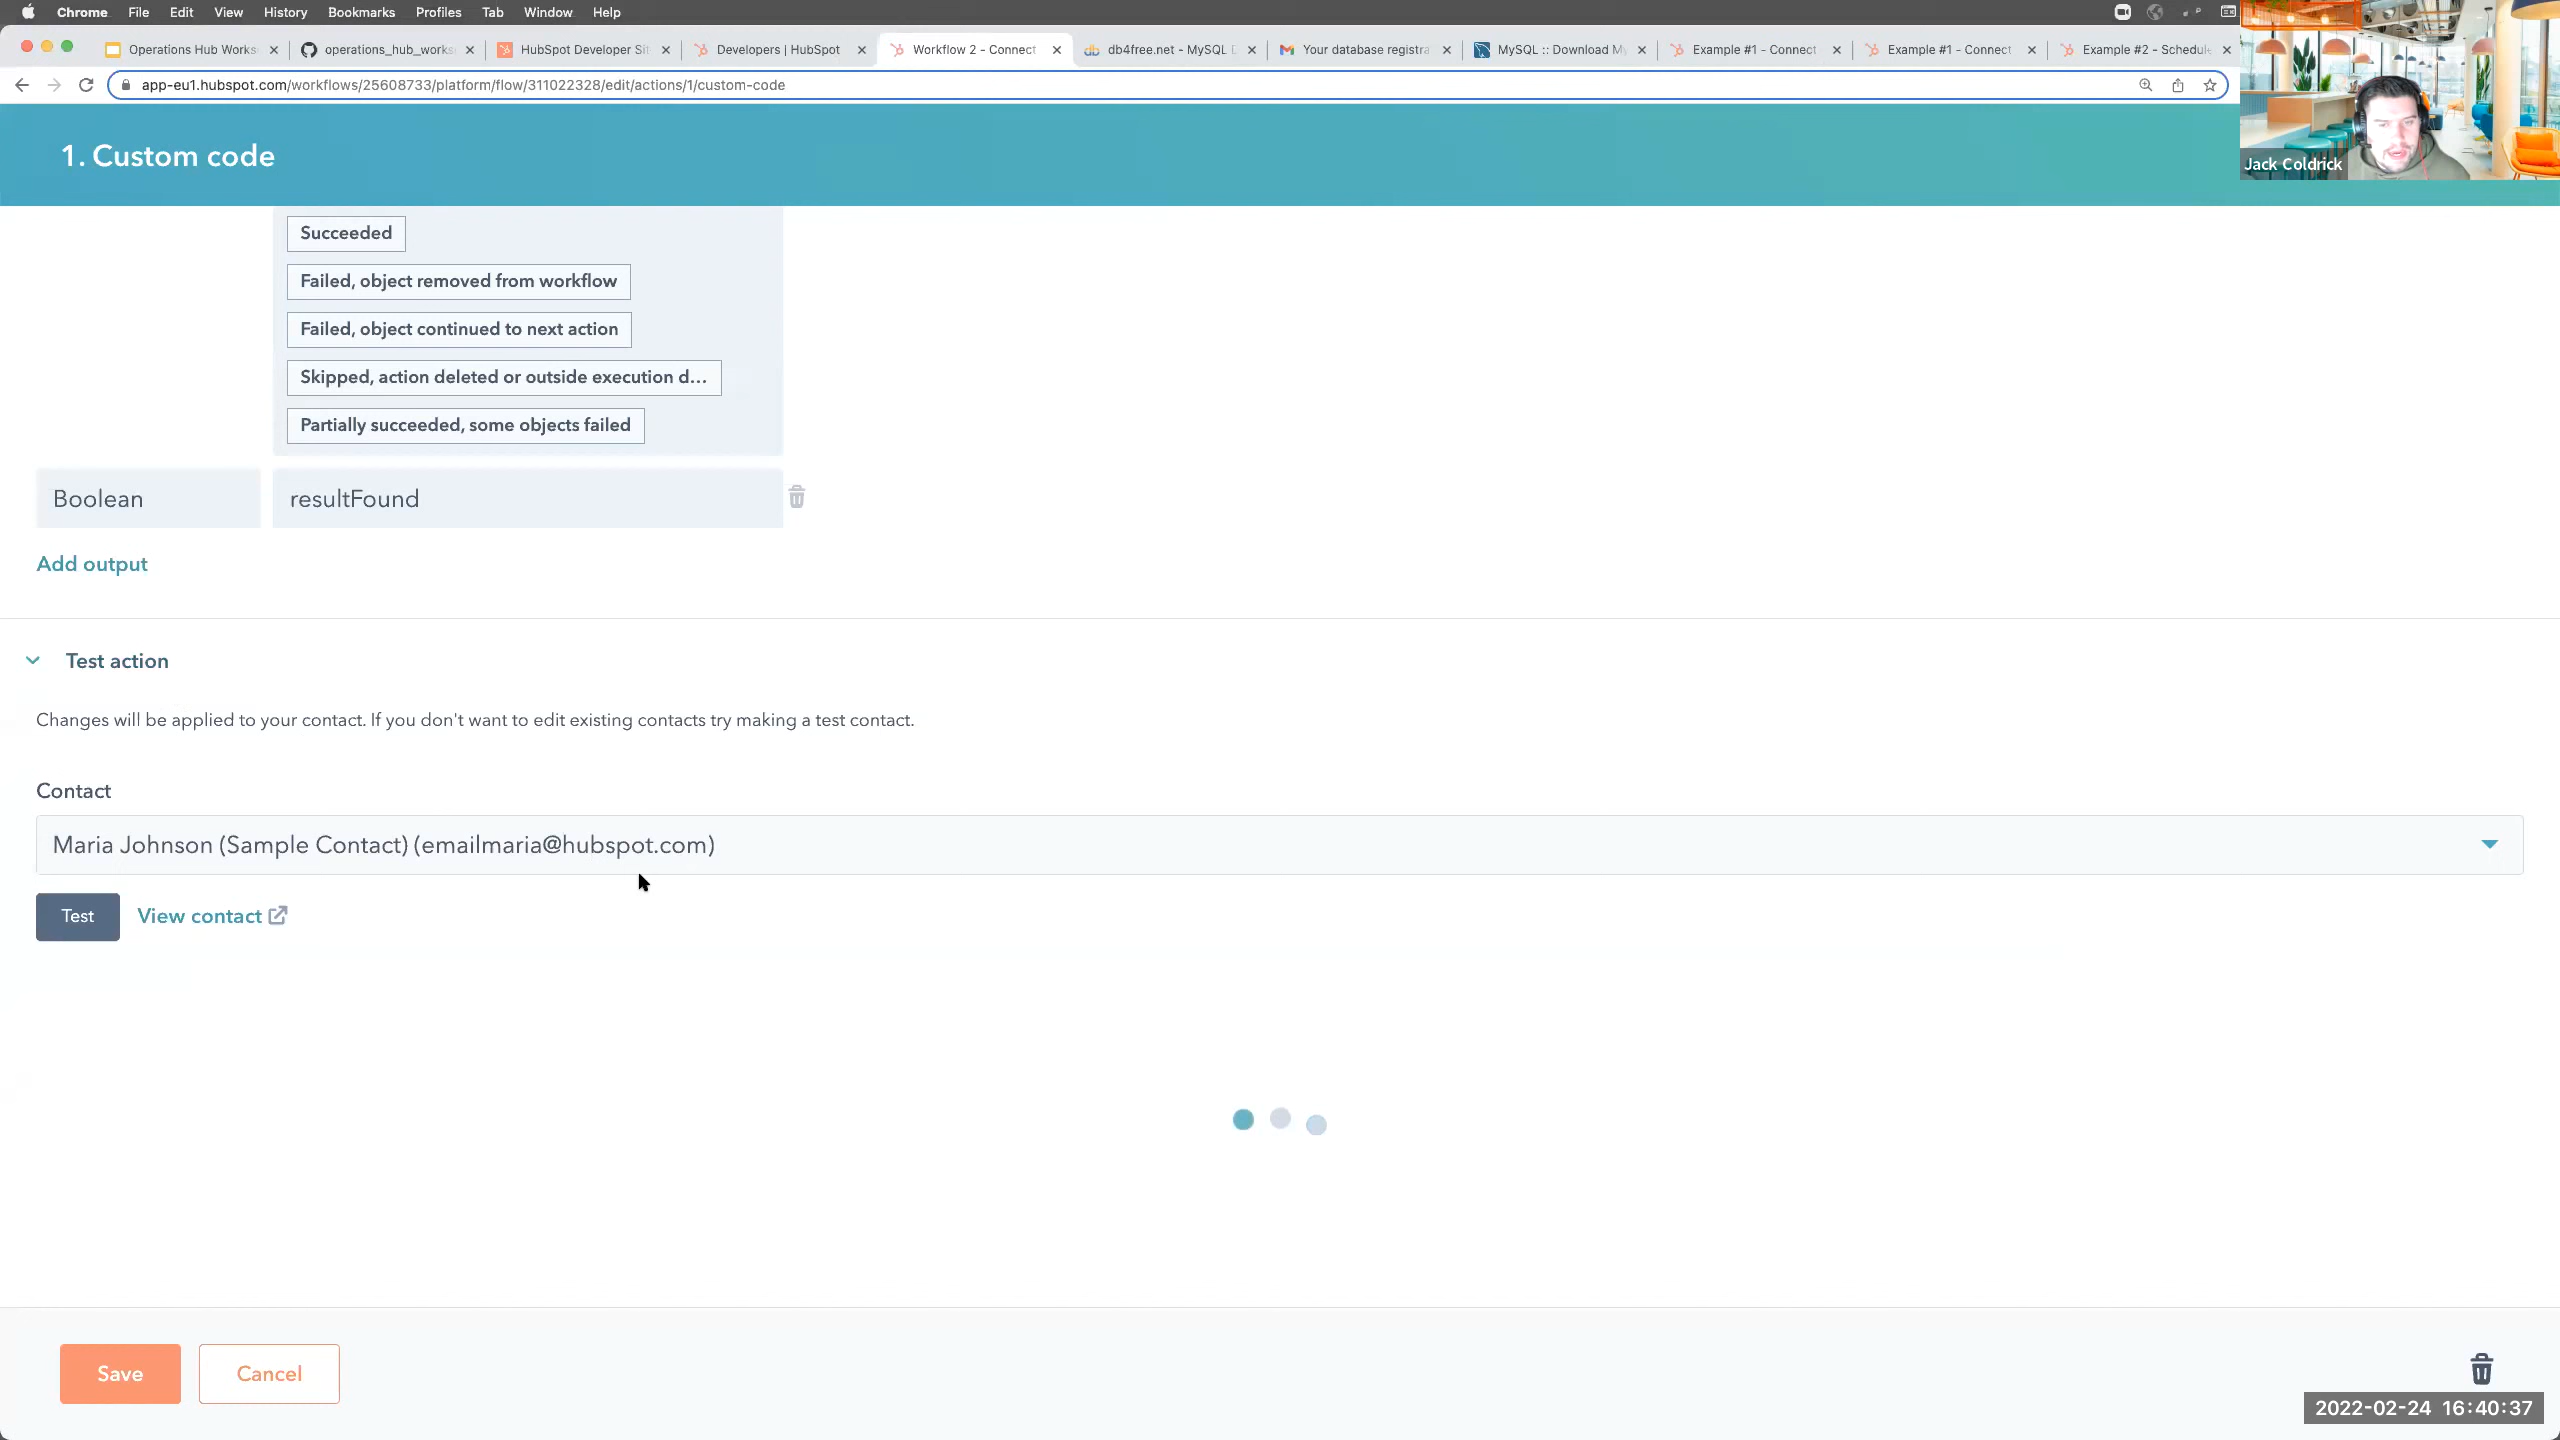 Chrome File Edit View History Bookmarks Profiles Tab Window Help
Operations Hub Works
operations_hub_works
HubSpot Developer Sit
Developers | HubSpot
Workflow 2 - Connect
db4free.net - MySQL D
Your database registra
MySQL :: Download My
Example #1 - Connect
Example #1 - Connect
Example #2 - Schedule
app-eu1.hubspot.com/workflows/25608733/platform/flow/311022328/edit/actions/1/custom-code
1. Custom code
Jack Coldrick
Succeeded
Failed, object removed from workflow
Failed, object continued to next action
Skipped, action deleted or outside execution d...
Partially succeeded, some objects failed
Boolean resultFound
Add output
Test action
Changes will be applied to your contact. If you don't want to edit existing contacts try making a test contact.
Contact
Maria Johnson (Sample Contact) (emailmaria@hubspot.com)
Test View contact
Save Cancel
2022-02-24 16:40:37